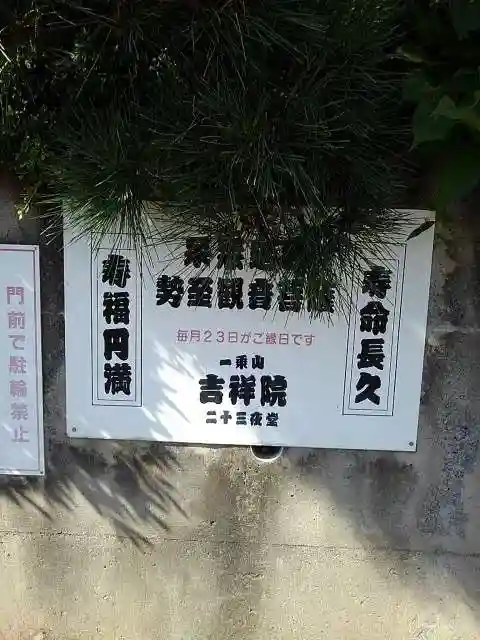 寿命長久
勢至観音菩薩
毎月23日がご縁日です
一乗山
吉祥院
二十三夜堂
寿福円満
門前で駐輪禁止